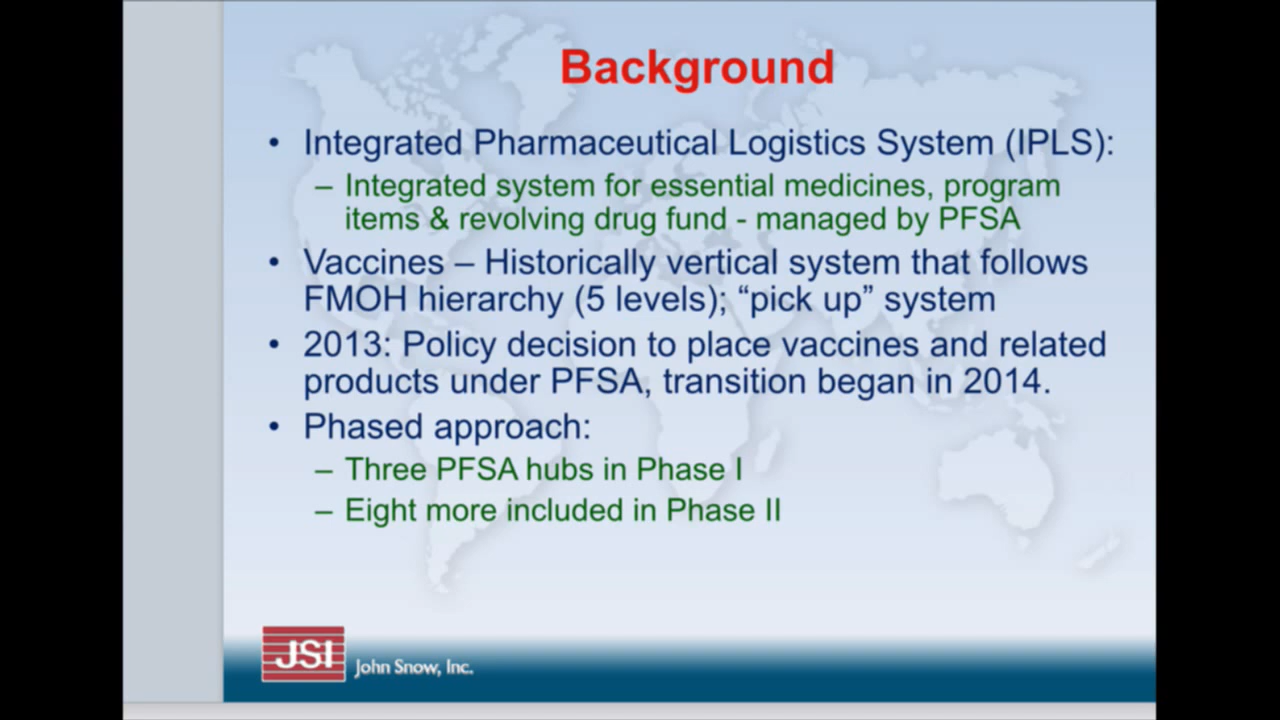 Background
• Integrated Pharmaceutical Logistics System (IPLS):
– Integrated system for essential medicines, program
items & revolving drug fund - managed by PFSA
• Vaccines – Historically vertical system that follows
FMOH hierarchy (5 levels); “pick up” system
• 2013: Policy decision to place vaccines and related
products under PFSA, transition began in 2014.
• Phased approach:
– Three PFSA hubs in Phase I
– Eight more included in Phase II
JSI John Snow, Inc.